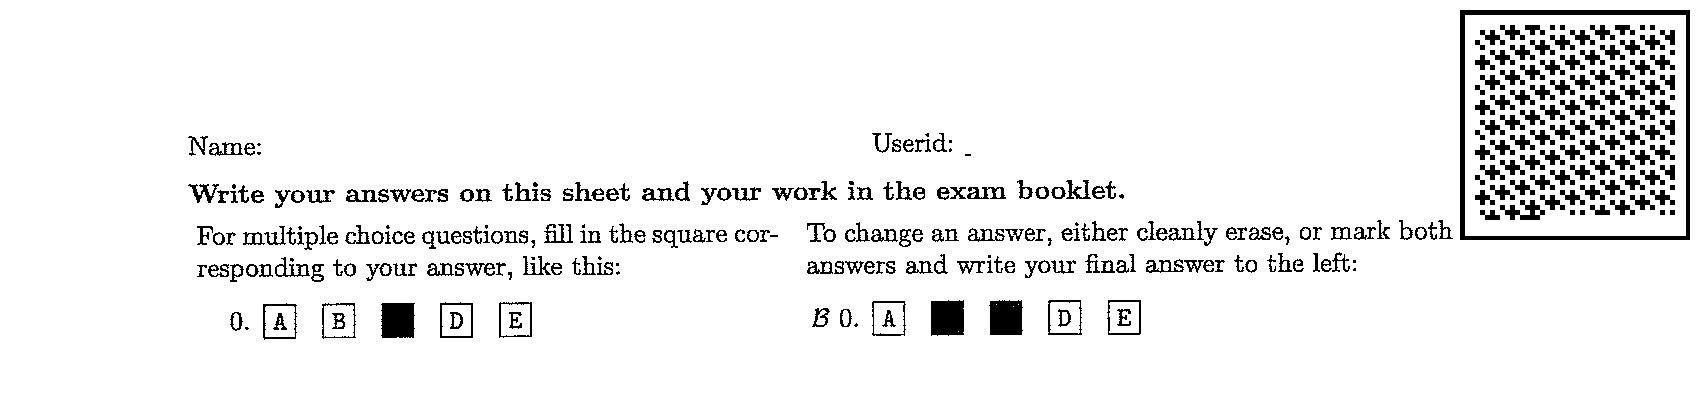 Name:
Userid: _
Write your answers on this sheet and your work in the exam booklet.
For multiple choice questions, fill in the square cor-
responding to your answer, like this:
0. A B D E
To change an answer, either cleanly erase, or mark both
answers and write your final answer to the left:
B 0. A D E